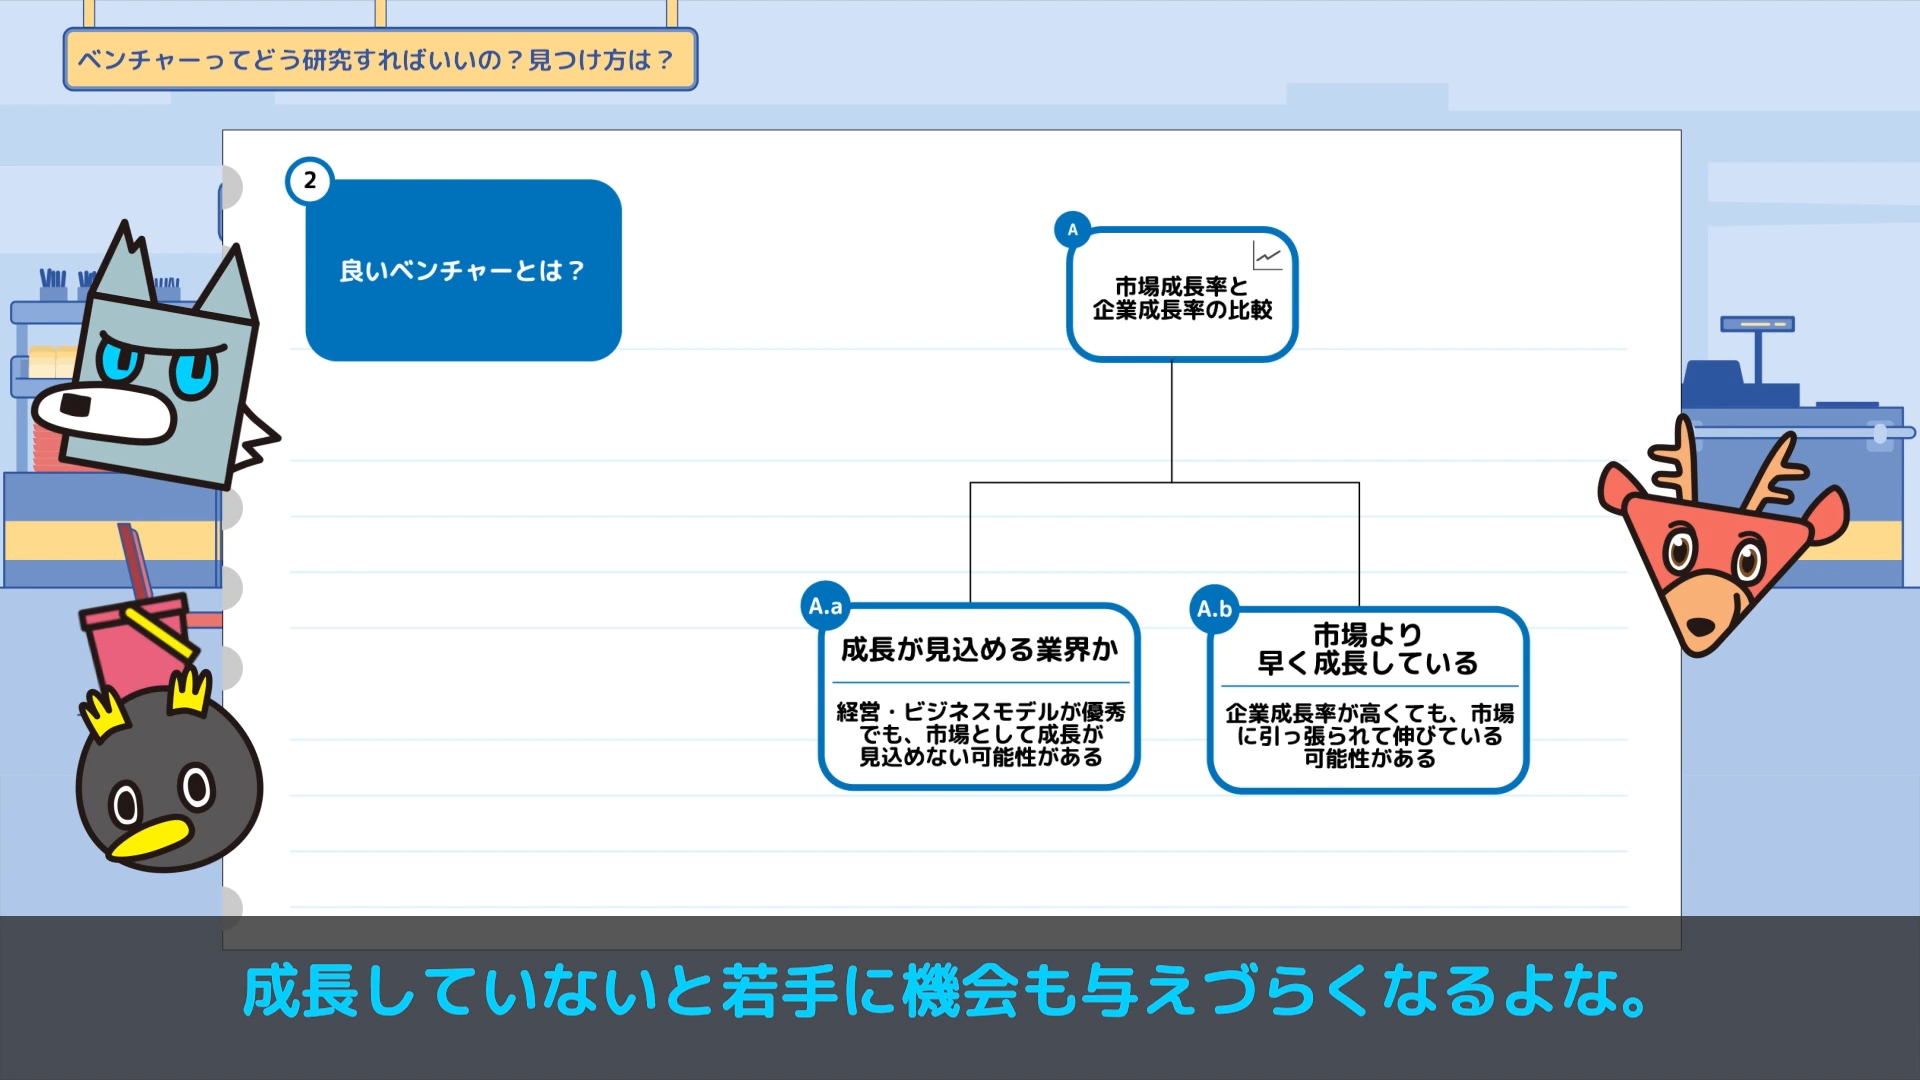 ベンチャーってどう研究すればいいの？見つけ方は？
2
良いベンチャーとは？
A
市場成長率と
企業成長率の比較
A.a
成長が見込める業界か
経営・ビジネスモデルが優秀
でも、市場として成長が
見込めない可能性がある
A.b
市場より
早く成長している
企業成長率が高くても、市場
に引っ張られて伸びている
可能性がある
成長していないと若手に機会も与えづらくなるよな。